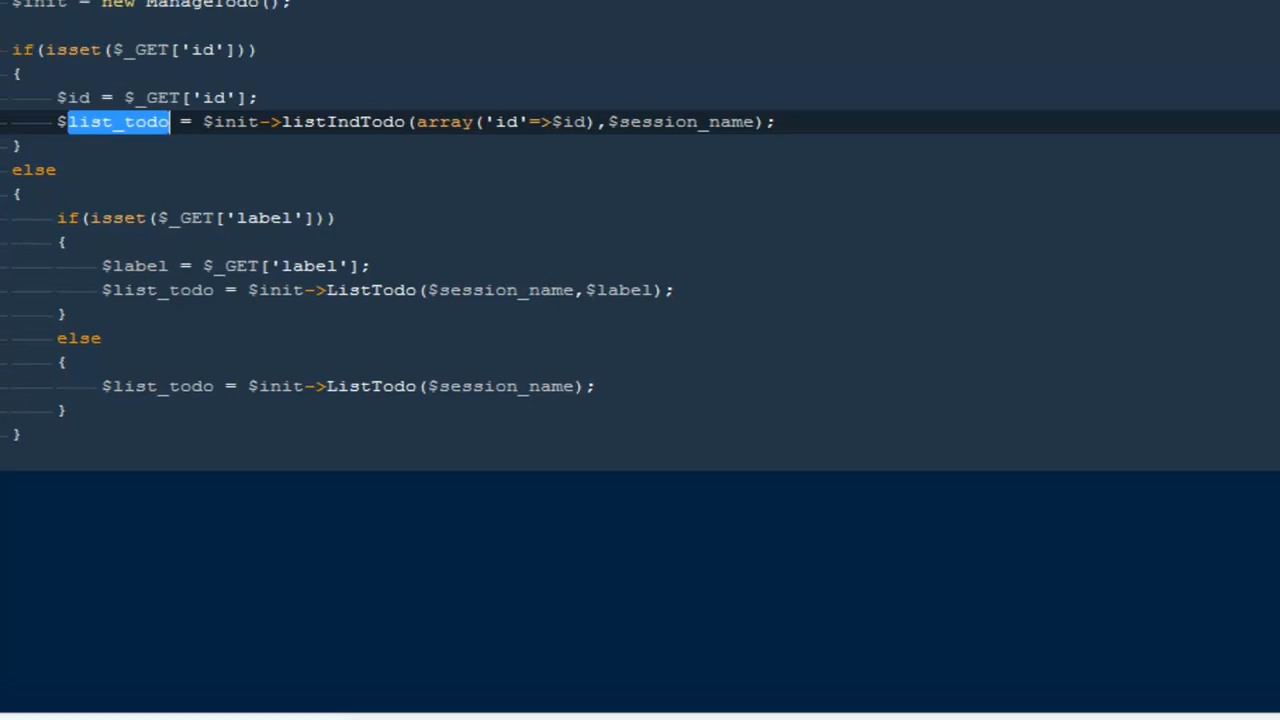 $init = new ManageTodo();
if(isset($_GET['id']))
{
$id = $_GET['id'];
$list_todo = $init->listIndTodo(array('id'=>$id),$session_name);
}
else
{
if(isset($_GET['label']))
{
$label = $_GET['label'];
$list_todo = $init->ListTodo($session_name,$label);
}
else
{
$list_todo = $init->ListTodo($session_name);
}
}